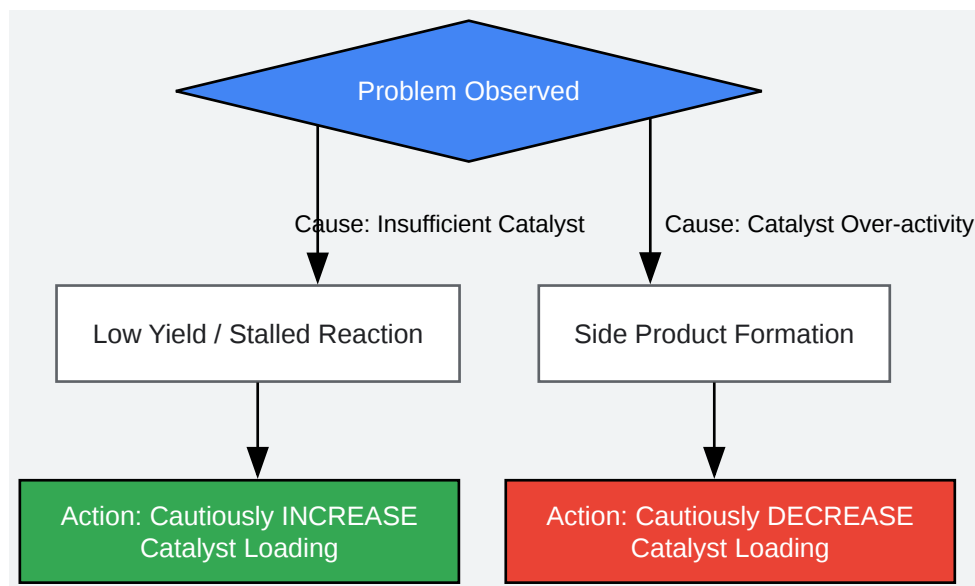 Problem Observed
Cause: Insufficient Catalyst
Cause: Catalyst Over-activity
Low Yield / Stalled Reaction
Side Product Formation
Action: Cautiously INCREASE
Catalyst Loading
Action: Cautiously DECREASE
Catalyst Loading